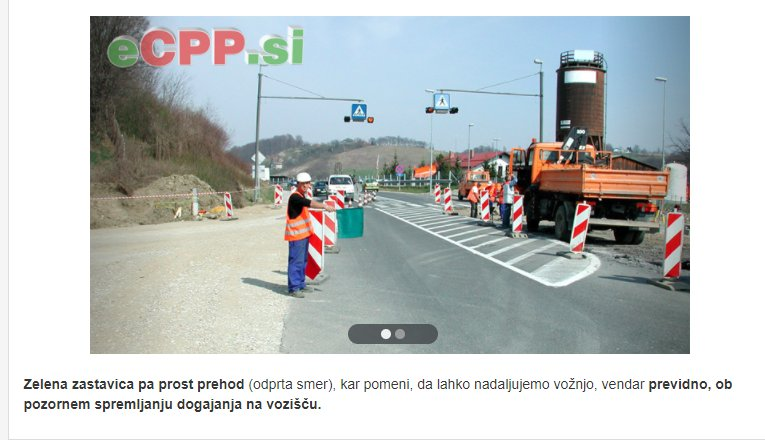 eCPP.si
Zelena zastavica pa prost prehod (odprta smer), kar pomeni, da lahko nadaljujemo vožnjo, vendar previdno, ob
pozornem spremljanju dogajanja na vozišču.